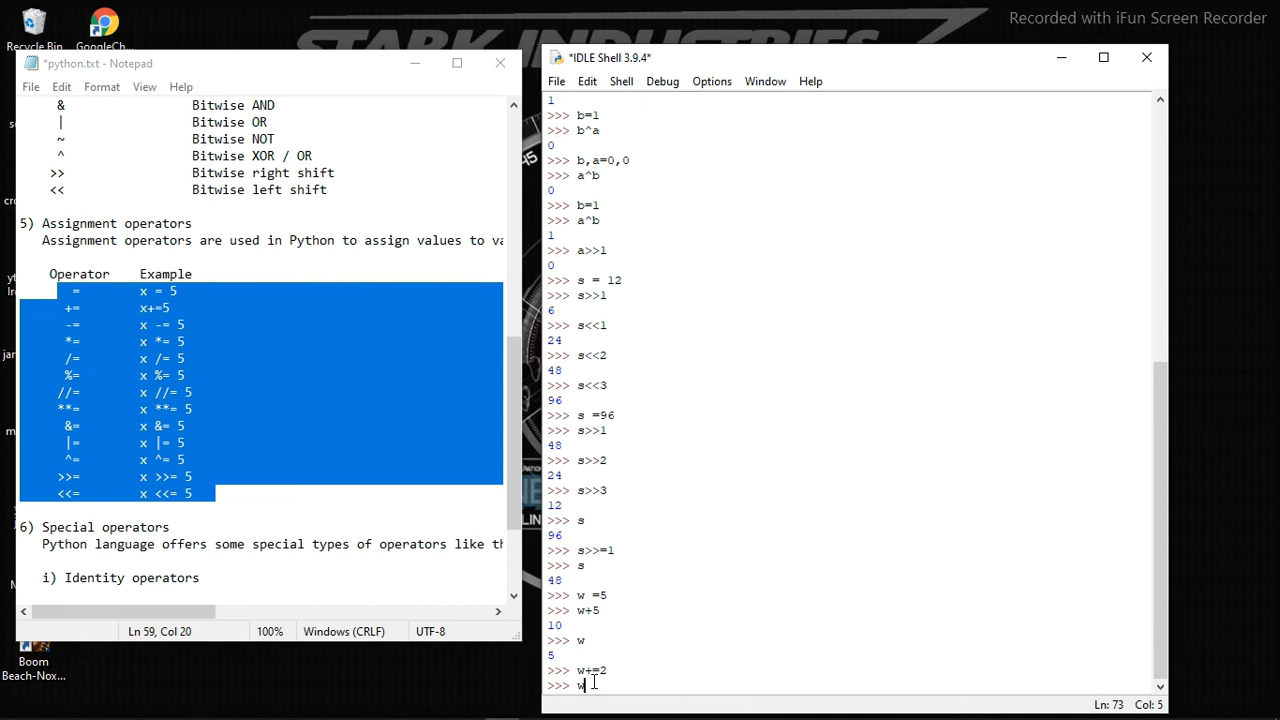 STARK INDUSTRIES
Recorded with iFun Screen Recorder
Recycle Bin
GoogleCh...
*python.txt - Notepad
File Edit Format View Help
& Bitwise AND
| Bitwise OR
~ Bitwise NOT
^ Bitwise XOR / OR
>> Bitwise right shift
<< Bitwise left shift
5) Assignment operators
Assignment operators are used in Python to assign values to va
Operator Example
= x = 5
+= x+=5
-= x -= 5
*= x *= 5
/= x /= 5
%= x %= 5
//= x //= 5
**= x **= 5
&= x &= 5
|= x |= 5
^= x ^= 5
>>= x >>= 5
<<= x <<= 5
6) Special operators
Python language offers some special types of operators like th
i) Identity operators
Ln 59, Col 20 100% Windows (CRLF) UTF-8
Boom
Beach-Nox...
*IDLE Shell 3.9.4*
File Edit Shell Debug Options Window Help
1
>>> b=1
>>> b^a
0
>>> b,a=0,0
>>> a^b
0
>>> b=1
>>> a^b
1
>>> a>>1
0
>>> s = 12
>>> s>>1
6
>>> s<<1
24
>>> s<<2
48
>>> s<<3
96
>>> s =96
>>> s>>1
48
>>> s>>2
24
>>> s>>3
12
>>> s
96
>>> s>>=1
>>> s
48
>>> w =5
>>> w+5
10
>>> w
5
>>> w+=2
>>> w
Ln: 73 Col: 5